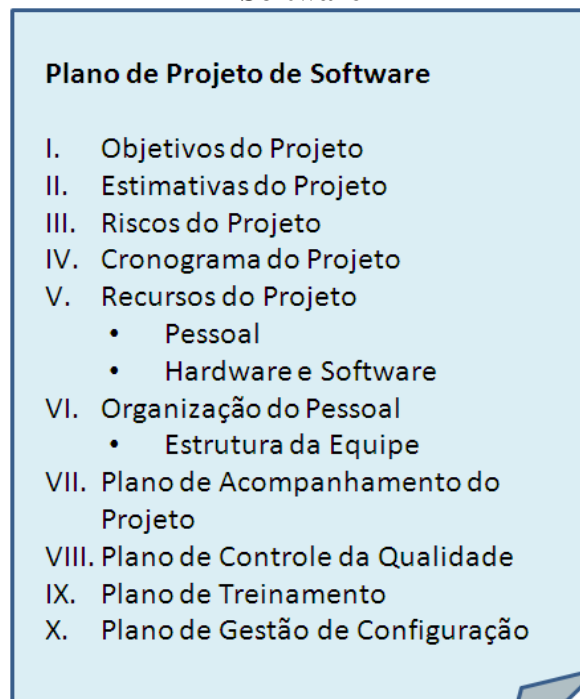 Plano de Projeto de Software
I. Objetivos do Projeto
II. Estimativas do Projeto
III. Riscos do Projeto
IV. Cronograma do Projeto
V. Recursos do Projeto
• Pessoal
• Hardware e Software
VI. Organização do Pessoal
• Estrutura da Equipe
VII. Plano de Acompanhamento do
Projeto
VIII. Plano de Controle da Qualidade
IX. Plano de Treinamento
X. Plano de Gestão de Configuração